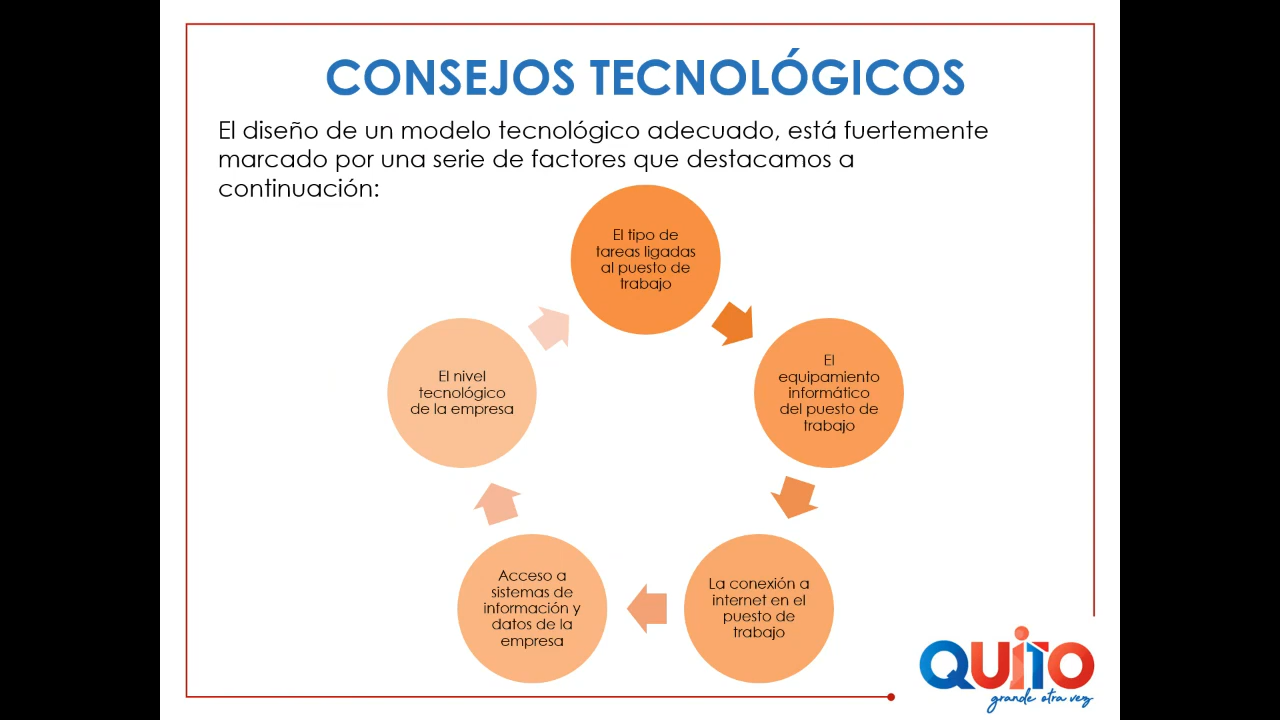 CONSEJOS TECNOLÓGICOS
El diseño de un modelo tecnológico adecuado, está fuertemente
marcado por una serie de factores que destacamos a
continuación:
El tipo de
tareas ligadas
al puesto de
trabajo
El
equipamiento
informático
del puesto de
trabajo
La conexión a
internet en el
puesto de
trabajo
Acceso a
sistemas de
información y
datos de la
empresa
El nivel
tecnológico
de la empresa
QUITO
grande otra vez